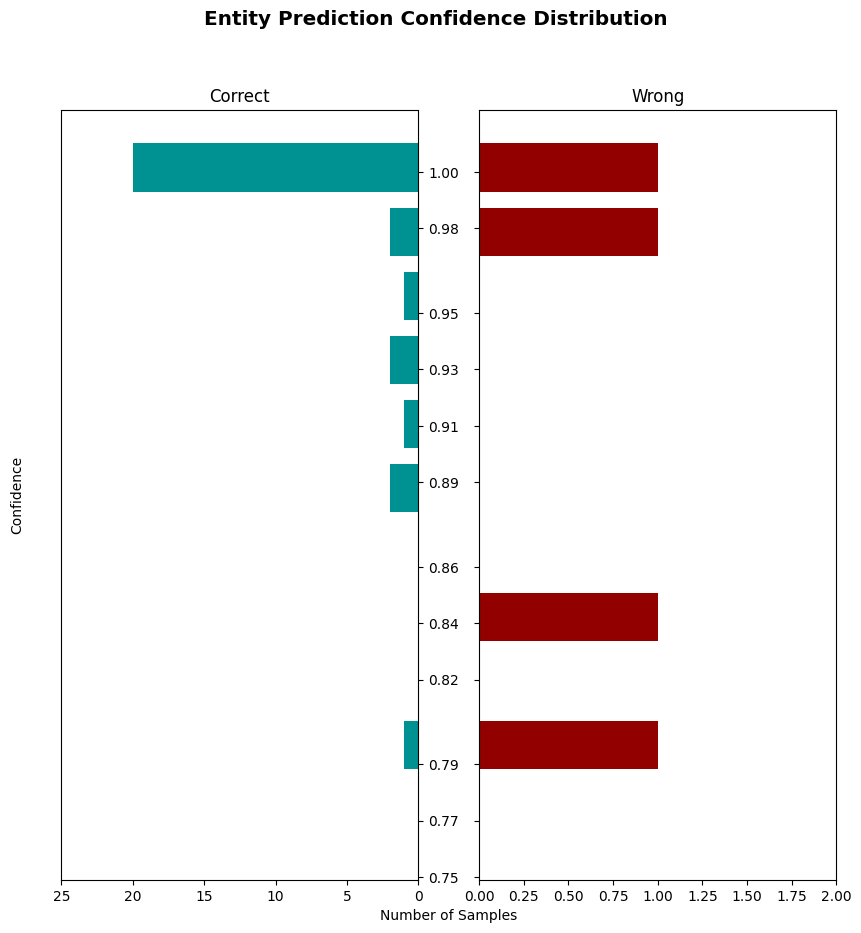 Entity Prediction Confidence Distribution
Correct
Wrong
1.00
0.98
0.95
0.93
0.91
0.89
0.86
0.84
0.82
0.79
0.77
0.75
Confidence
25 20 15 10 5 0
0.00 0.25 0.50 0.75 1.00 1.25 1.50 1.75 2.00
Number of Samples